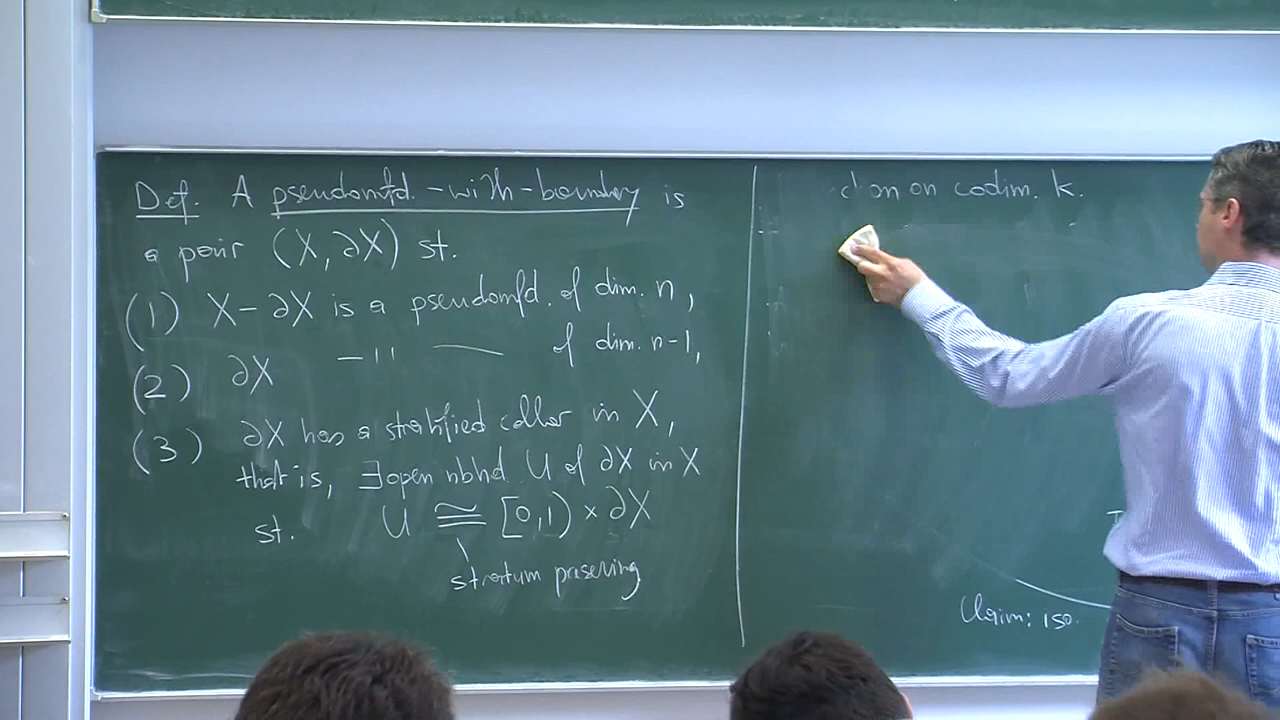 Def. A pseudomfd.-with-boundary is
a pair (X, ∂X) st.
(1) X - ∂X is a pseudomfd. of dim. n,
(2) ∂X —"— of dim. n-1,
(3) ∂X has a stratified collar in X,
that is, ∃ open nbhd U of ∂X in X
st. U ≅ [0,1) × ∂X
stratum preserving
on codim. k.
Claim: iso.